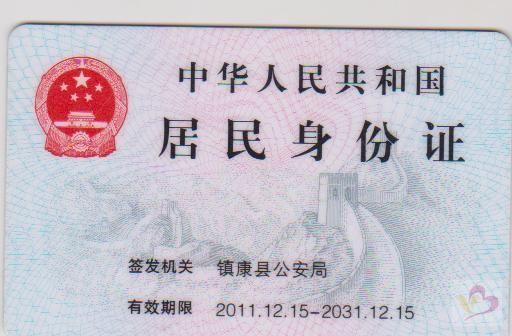 中华人民共和国
居民身份证
签发机关 镇康县公安局
有效期限 2011.12.15-2031.12.15